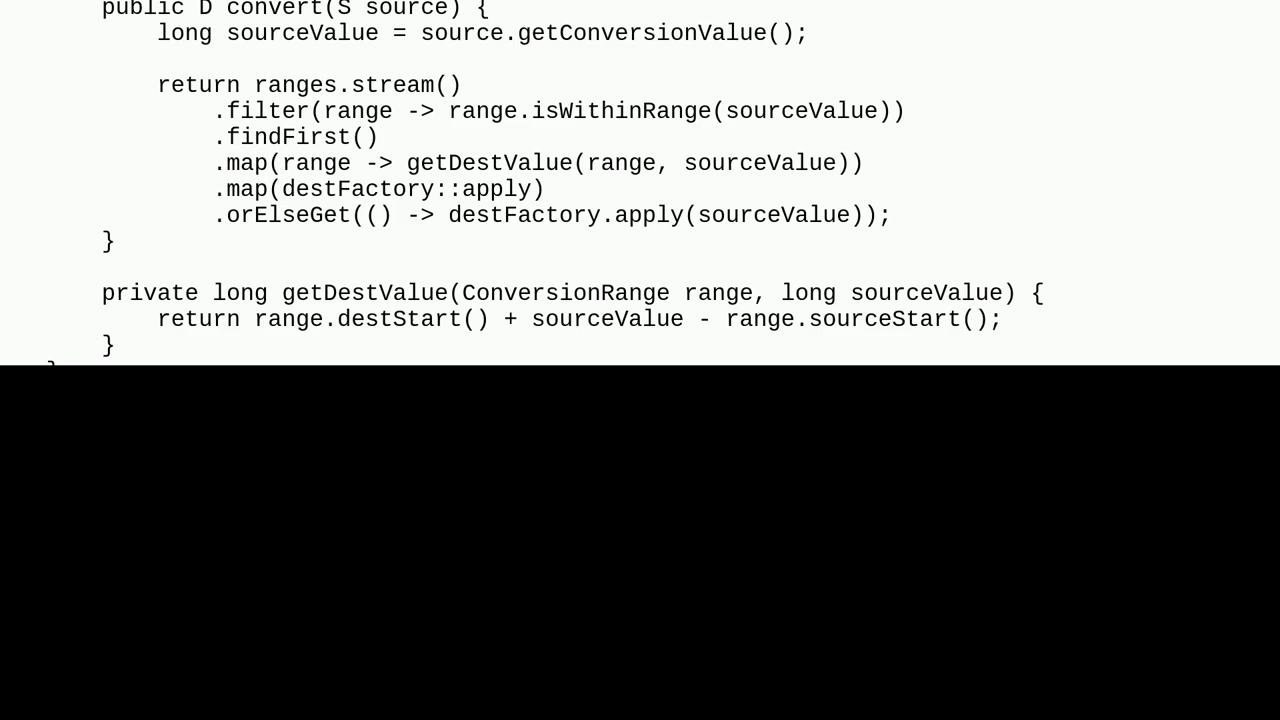 public D convert(S source) {
long sourceValue = source.getConversionValue();
return ranges.stream()
.filter(range -> range.isWithinRange(sourceValue))
.findFirst()
.map(range -> getDestValue(range, sourceValue))
.map(destFactory::apply)
.orElseGet(() -> destFactory.apply(sourceValue));
}
private long getDestValue(ConversionRange range, long sourceValue) {
return range.destStart() + sourceValue - range.sourceStart();
}
}